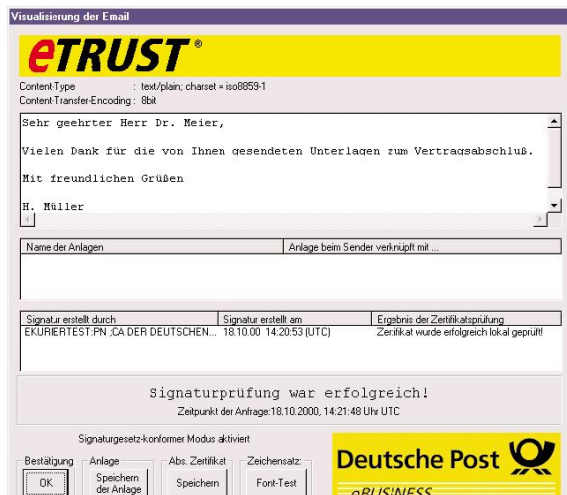 Visualisierung der Email
eTRUST®
Content-Type : text/plain; charset = iso8859-1
Content-Transfer-Encoding : 8bit
Sehr geehrter Herr Dr. Meier,
Vielen Dank für die von Ihnen gesendeten Unterlagen zum Vertragsabschluß.
Mit freundlichen Grüßen
H. Müller
Name der Anlagen Anlage beim Sender verknüpft mit ...
Signatur erstellt durch Signatur erstellt am Ergebnis der Zertifikatsprüfung
EKURIERTEST:PN ;CA DER DEUTSCHEN... 18.10.00 14:20:53 (UTC) Zertifikat wurde erfolgreich lokal geprüft!
Signaturprüfung war erfolgreich!
Zeitpunkt der Anfrage:18.10.2000, 14:21:48 Uhr UTC
Signaturgesetz-konformer Modus aktiviert
Bestätigung Anlage Abs. Zertifikat Zeichensatz:
OK Speichern der Anlage Speichern Font-Test
Deutsche Post
eBUSINESS